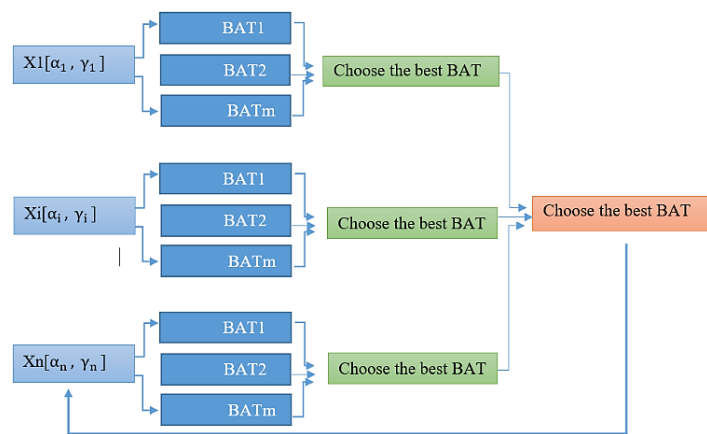 X1[α₁ , γ₁ ]
BAT1
BAT2
BATm
Choose the best BAT
Xi[αᵢ , γᵢ ]
BAT1
BAT2
BATm
Choose the best BAT
Choose the best BAT
Xn[αₙ , γₙ ]
BAT1
BAT2
BATm
Choose the best BAT